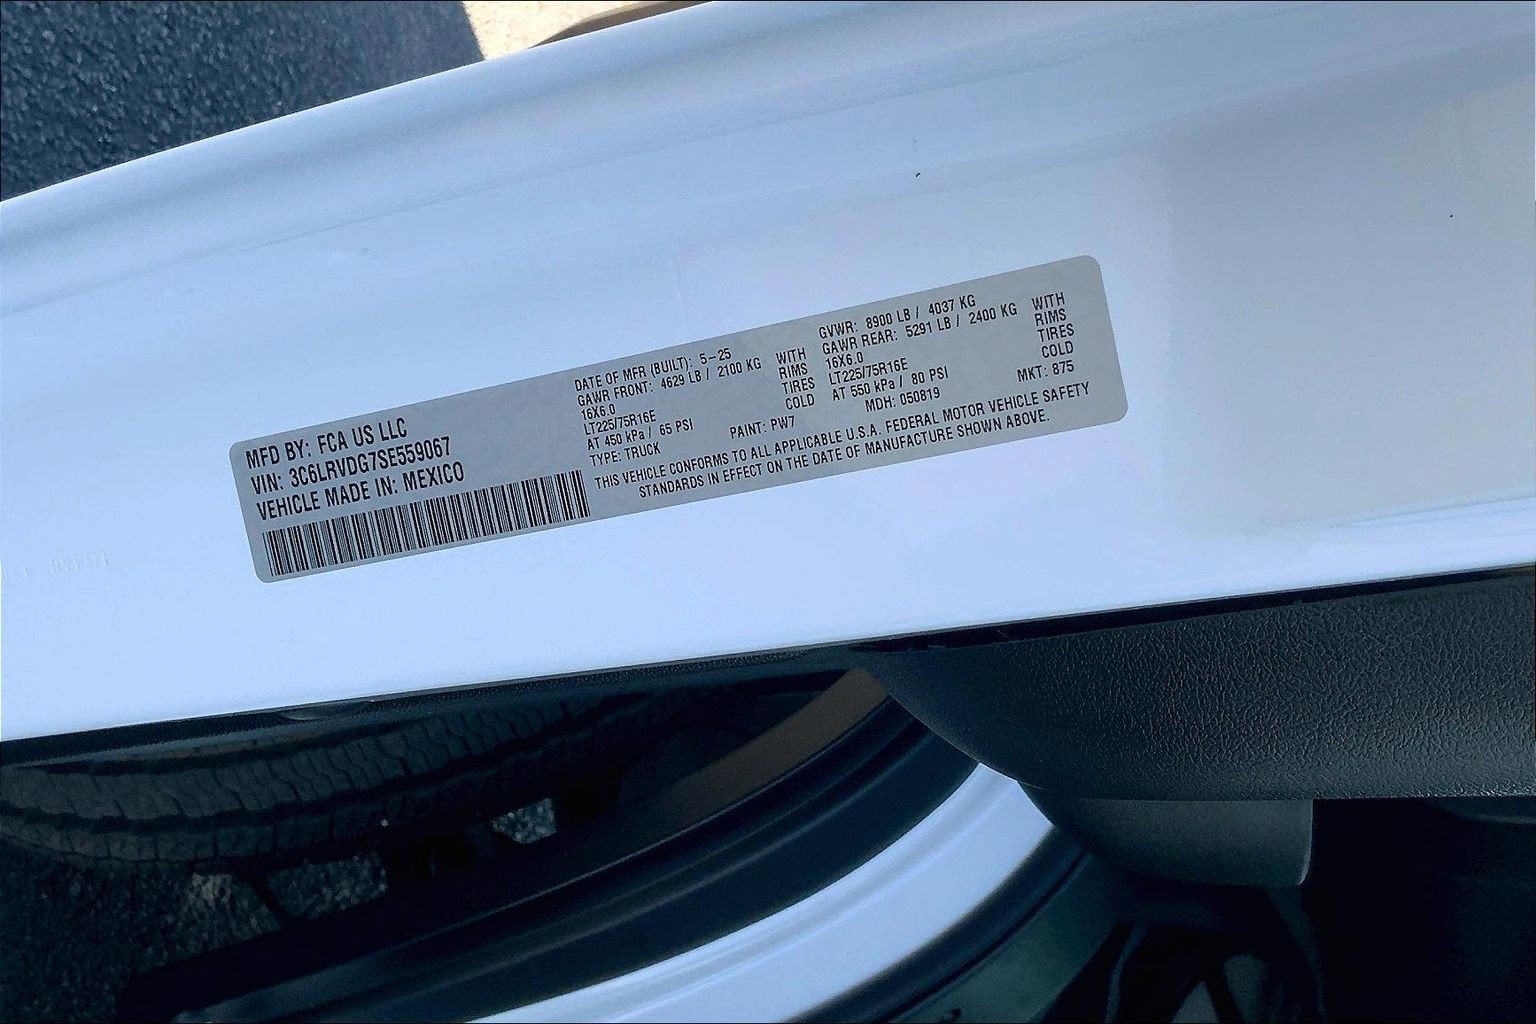 MFD BY: FCA US LLC
VIN: 3C6LRVDG7SE559067
VEHICLE MADE IN: MEXICO
DATE OF MFR (BUILT): 5-25
GAWR FRONT: 4629 LB / 2100 KG WITH
16X6.0 RIMS
LT225/75R16E TIRES
AT 450 kPa / 65 PSI COLD
TYPE: TRUCK PAINT: PW7
GVWR: 8900 LB / 4037 KG
GAWR REAR: 5291 LB / 2400 KG WITH
16X6.0 RIMS
LT225/75R16E TIRES
AT 550 kPa / 80 PSI COLD
MDH: 050819 MKT: 875
THIS VEHICLE CONFORMS TO ALL APPLICABLE U.S.A. FEDERAL MOTOR VEHICLE SAFETY
STANDARDS IN EFFECT ON THE DATE OF MANUFACTURE SHOWN ABOVE.